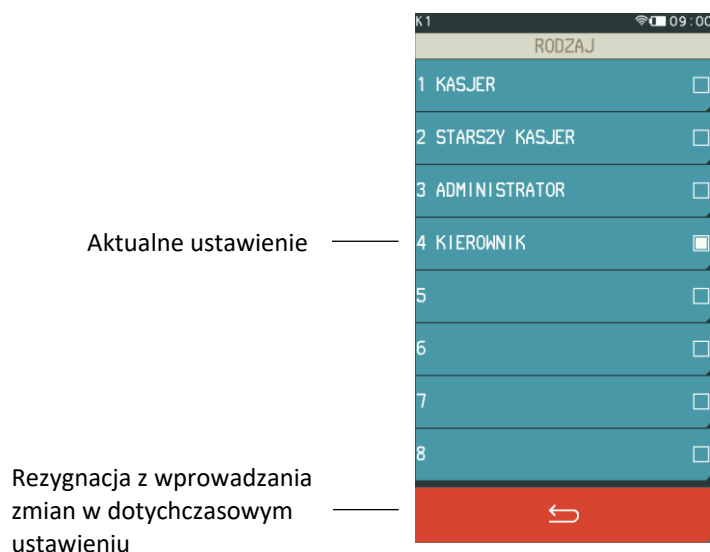 K1 09:00
RODZAJ
1 KASJER
2 STARSZY KASJER
3 ADMINISTRATOR
Aktualne ustawienie
4 KIEROWNIK
5
6
7
8
Rezygnacja z wprowadzania
zmian w dotychczasowym
ustawieniu